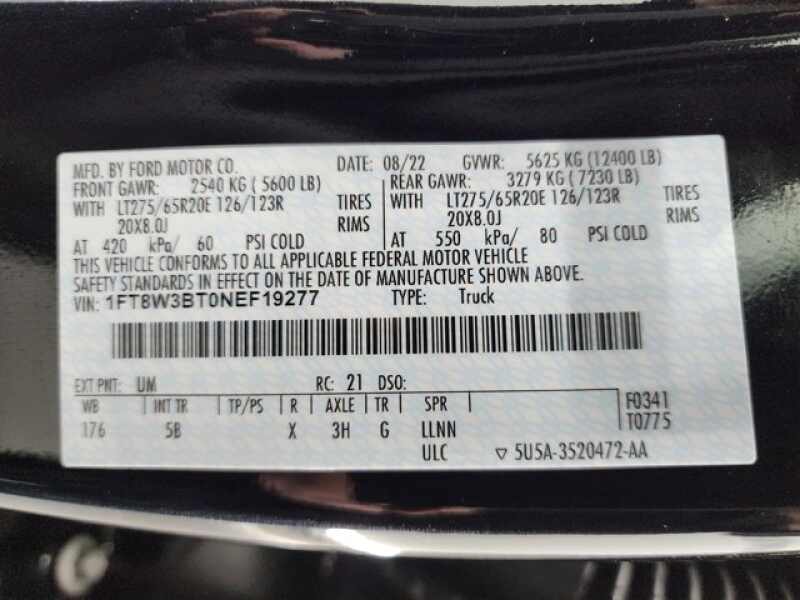 MFD. BY FORD MOTOR CO. DATE: 08/22 GVWR: 5625 KG (12400 LB)
FRONT GAWR: 2540 KG (5600 LB) REAR GAWR: 3279 KG (7230 LB)
WITH LT275/65R20E 126/123R TIRES WITH LT275/65R20E 126/123R TIRES
20X8.0J RIMS 20X8.0J RIMS
AT 420 kPa/ 60 PSI COLD AT 550 kPa/ 80 PSI COLD
THIS VEHICLE CONFORMS TO ALL APPLICABLE FEDERAL MOTOR VEHICLE
SAFETY STANDARDS IN EFFECT ON THE DATE OF MANUFACTURE SHOWN ABOVE.
VIN: 1FT8W3BT0NEF19277 TYPE: Truck
EXT PNT: UM RC: 21 DSO:
WB INT TR TP/PS R AXLE TR SPR F0341
176 5B X 3H G LLNN T0775
ULC ▽ 5U5A-3520472-AA